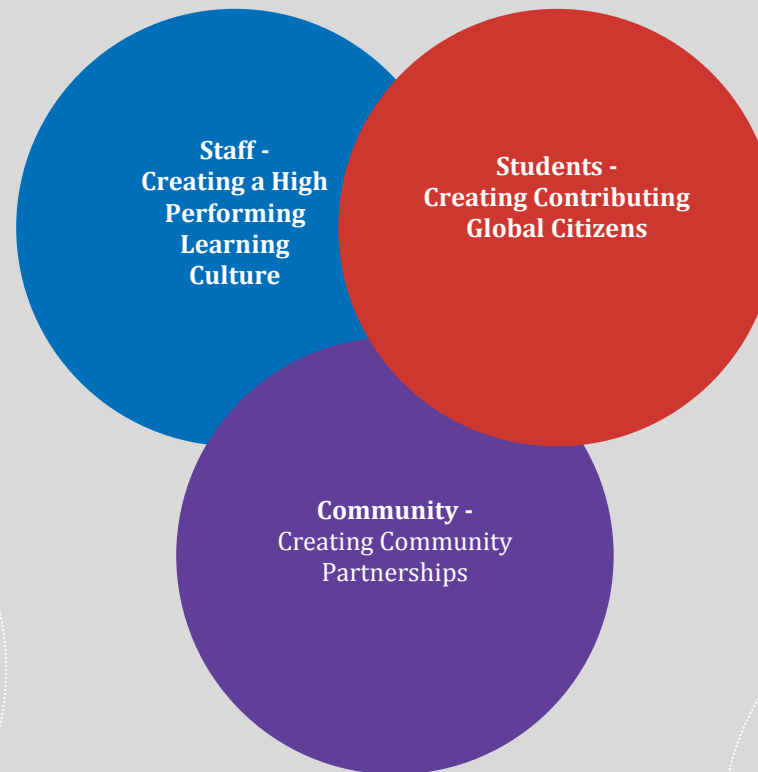 Staff -
Creating a High
Performing
Learning
Culture
Students -
Creating Contributing
Global Citizens
Community -
Creating Community
Partnerships